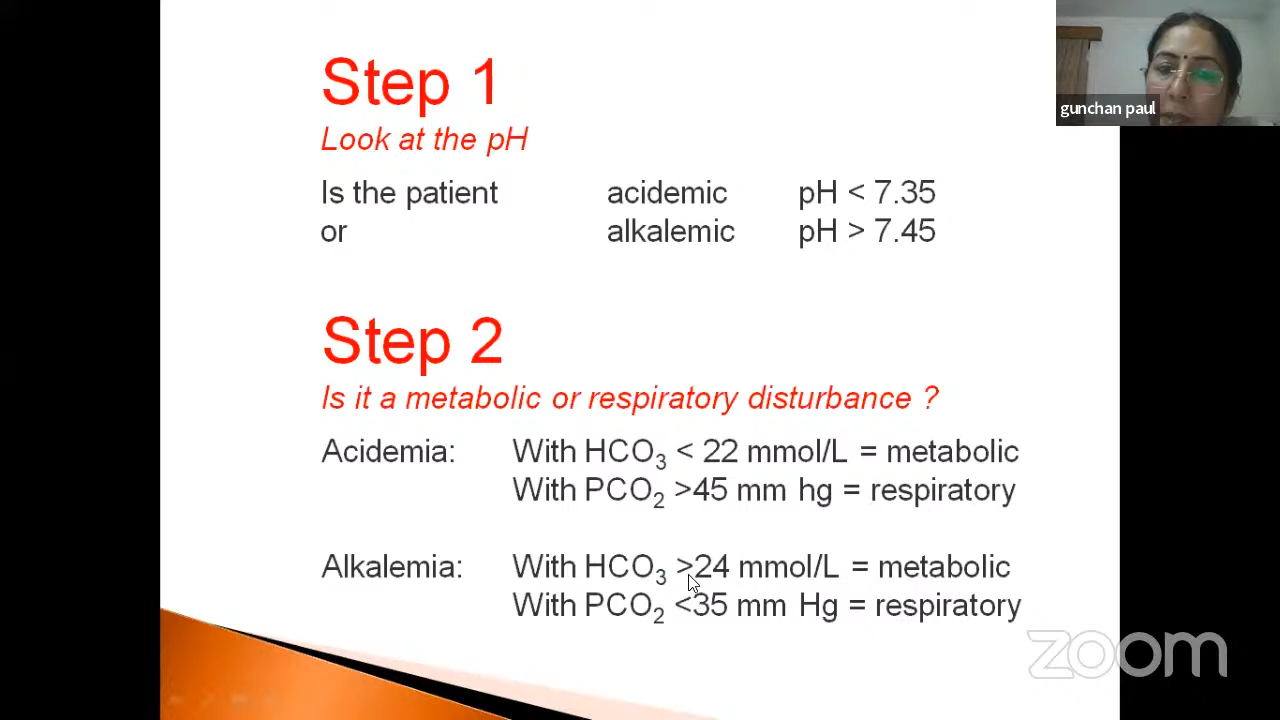 Step 1
Look at the pH
Is the patient acidemic pH < 7.35
or alkalemic pH > 7.45
Step 2
Is it a metabolic or respiratory disturbance ?
Acidemia: With HCO₃ < 22 mmol/L = metabolic
With PCO₂ >45 mm hg = respiratory
Alkalemia: With HCO₃ >24 mmol/L = metabolic
With PCO₂ <35 mm Hg = respiratory
gunchan paul
zoom